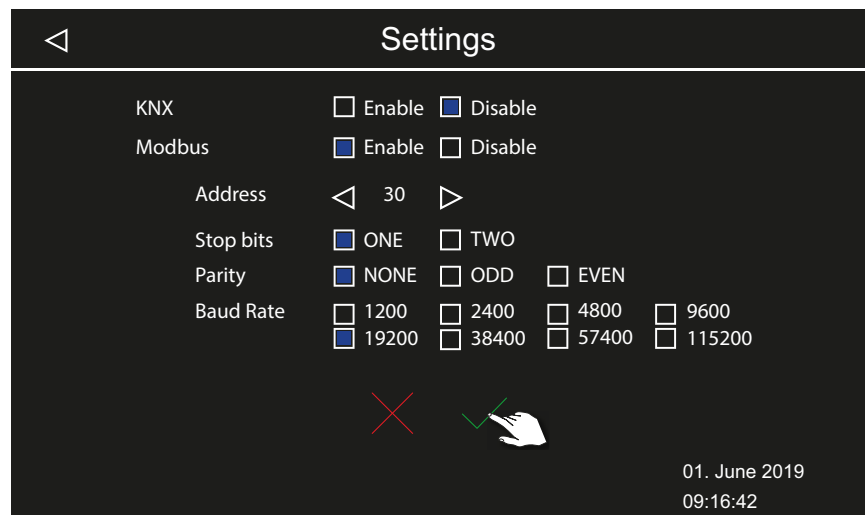 Settings
KNX Enable Disable
Modbus Enable Disable
Address 30
Stop bits ONE TWO
Parity NONE ODD EVEN
Baud Rate 1200 2400 4800 9600
19200 38400 57400 115200
01. June 2019
09:16:42